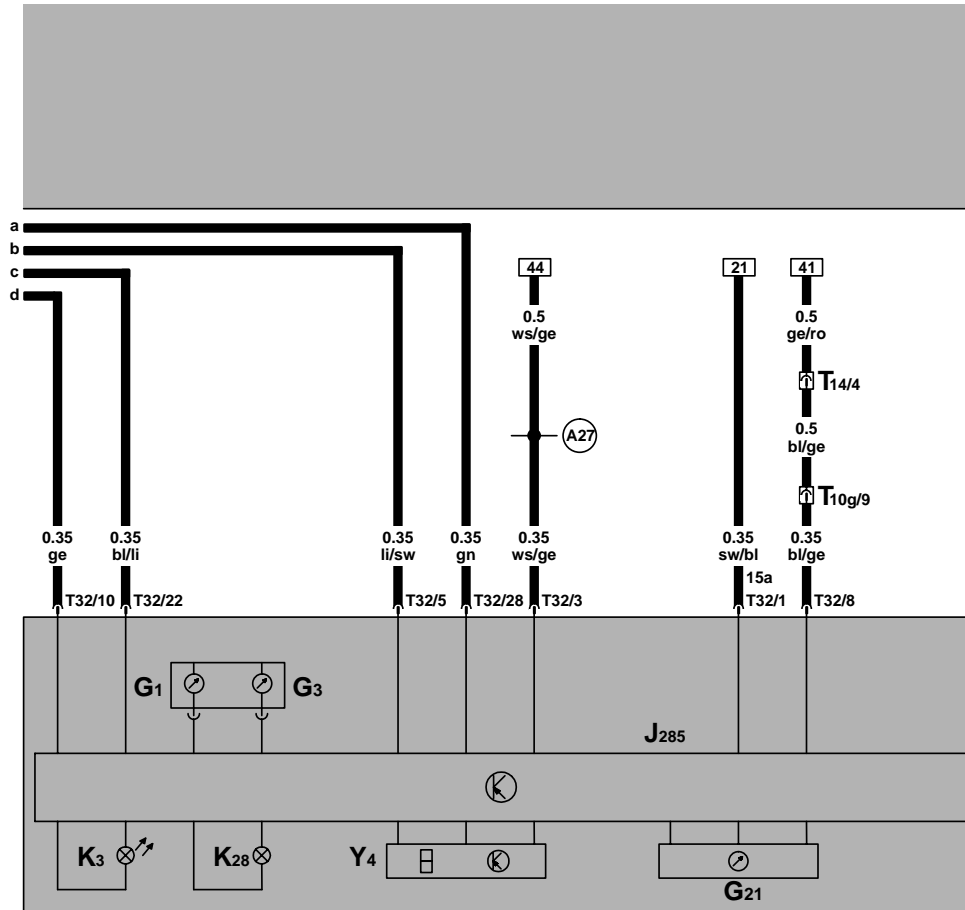 a
b
c
d
44
21
41
0.5
ws/ge
0.5
ge/ro
T14/4
A27
0.5
bl/ge
T10g/9
0.35
ge
0.35
bl/li
0.35
li/sw
0.35
gn
0.35
ws/ge
0.35
sw/bl
0.35
bl/ge
15a
T32/10
T32/22
T32/5
T32/28
T32/3
T32/1
T32/8
G1
G3
J285
K3
K28
Y4
G21